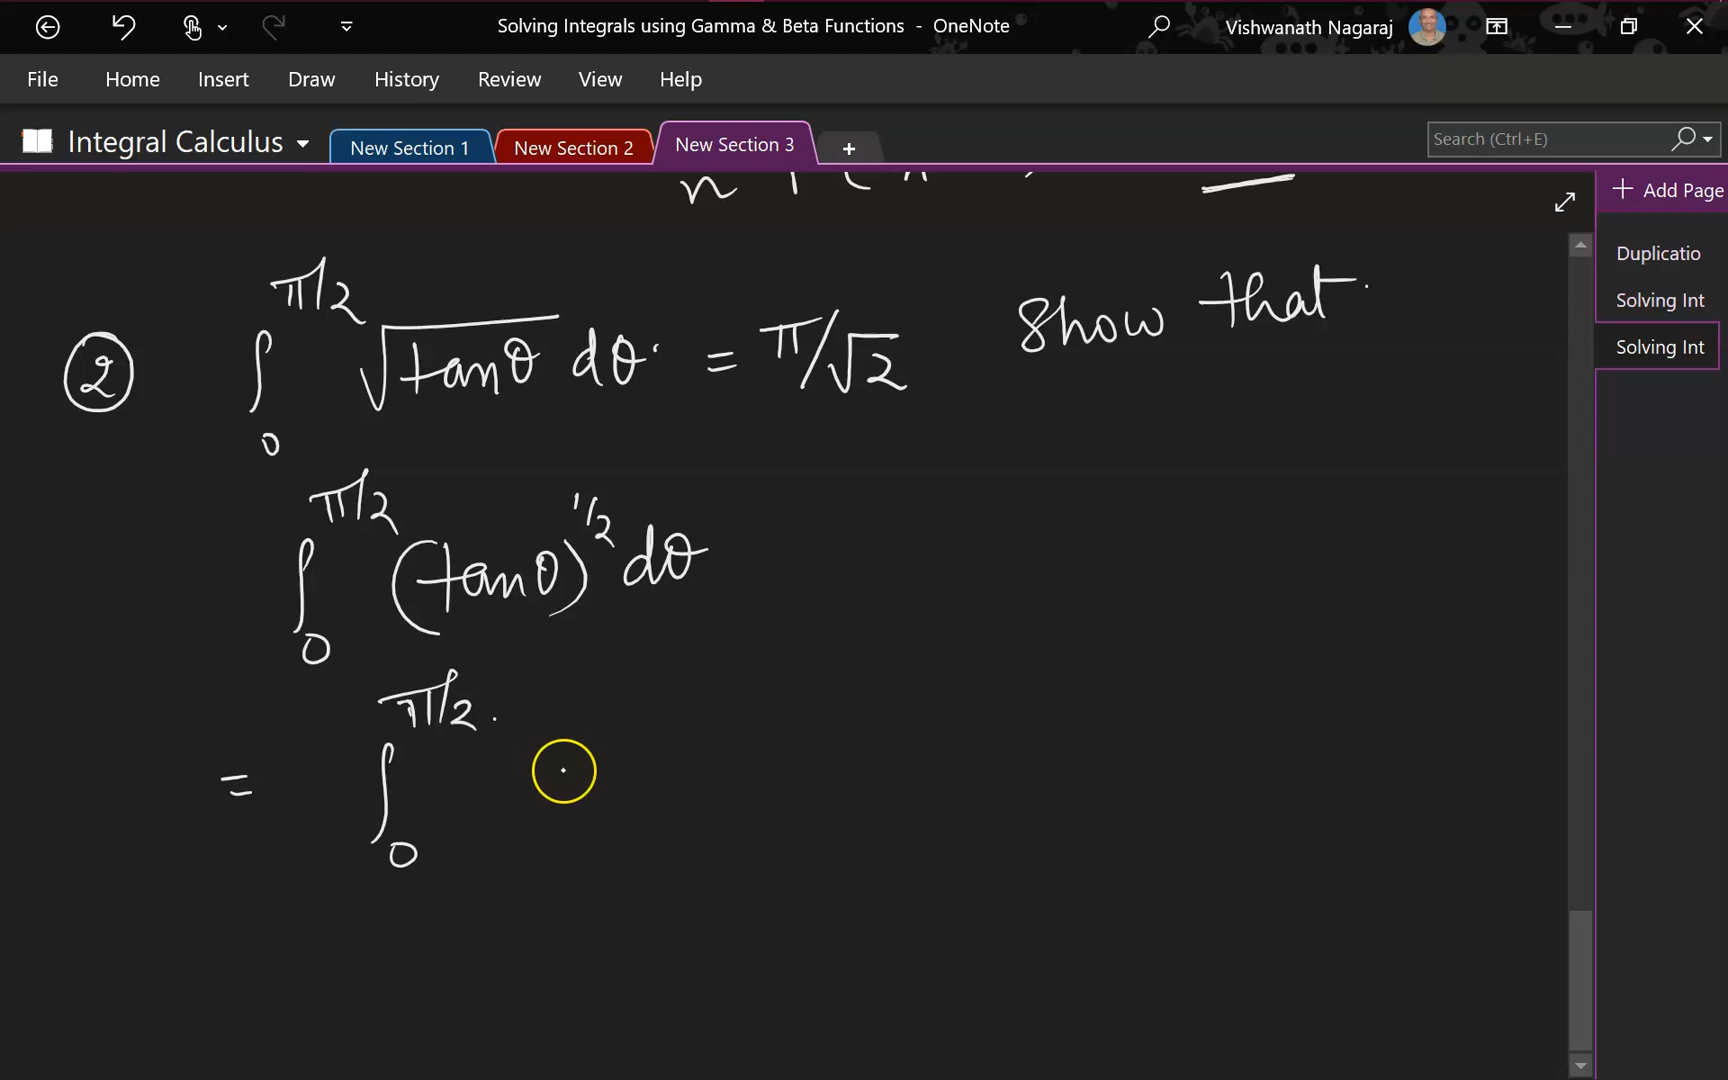 Solving Integrals using Gamma & Beta Functions - OneNote
Vishwanath Nagaraj
File Home Insert Draw History Review View Help
Integral Calculus
New Section 1 New Section 2 New Section 3 +
Search (Ctrl+E)
+ Add Page
Duplicatio
Solving Int
Solving Int
② ∫₀^{π/2} √tanθ dθ = π/√2 Show that
∫₀^{π/2} (tanθ)^{1/2} dθ
= ∫₀^{π/2}